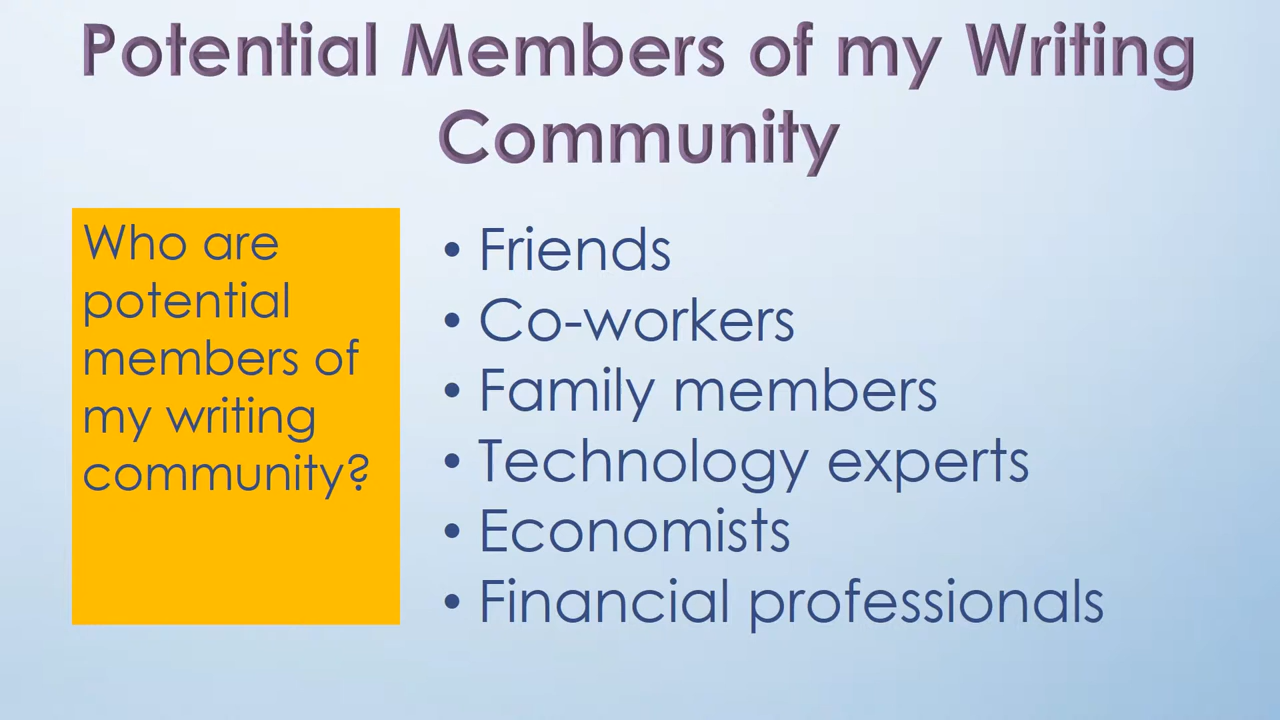 Potential Members of my Writing
Community
Who are
potential
members of
my writing
community?
• Friends
• Co-workers
• Family members
• Technology experts
• Economists
• Financial professionals